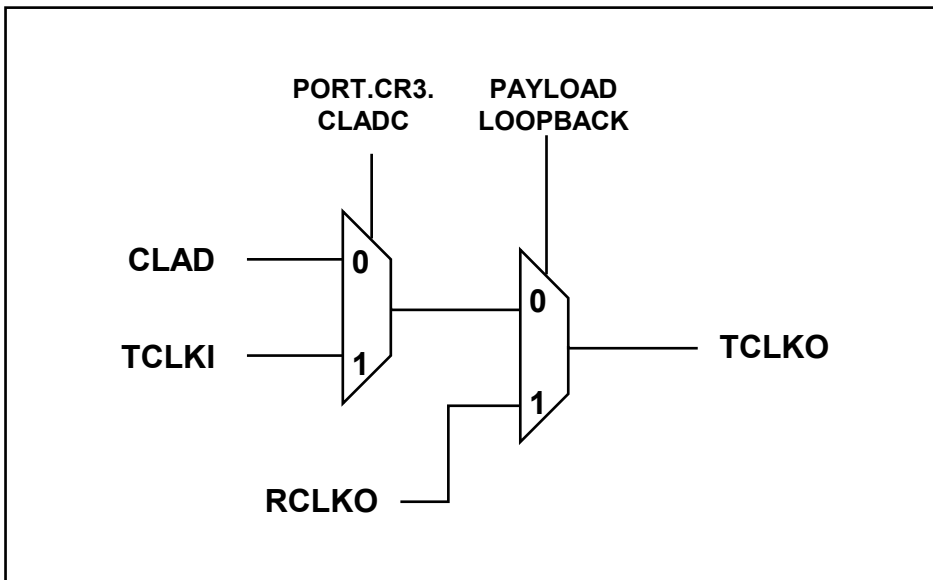 PORT.CR3.
CLADC
PAYLOAD
LOOPBACK
CLAD
0
0
TCLKI
1
TCLKO
1
RCLKO